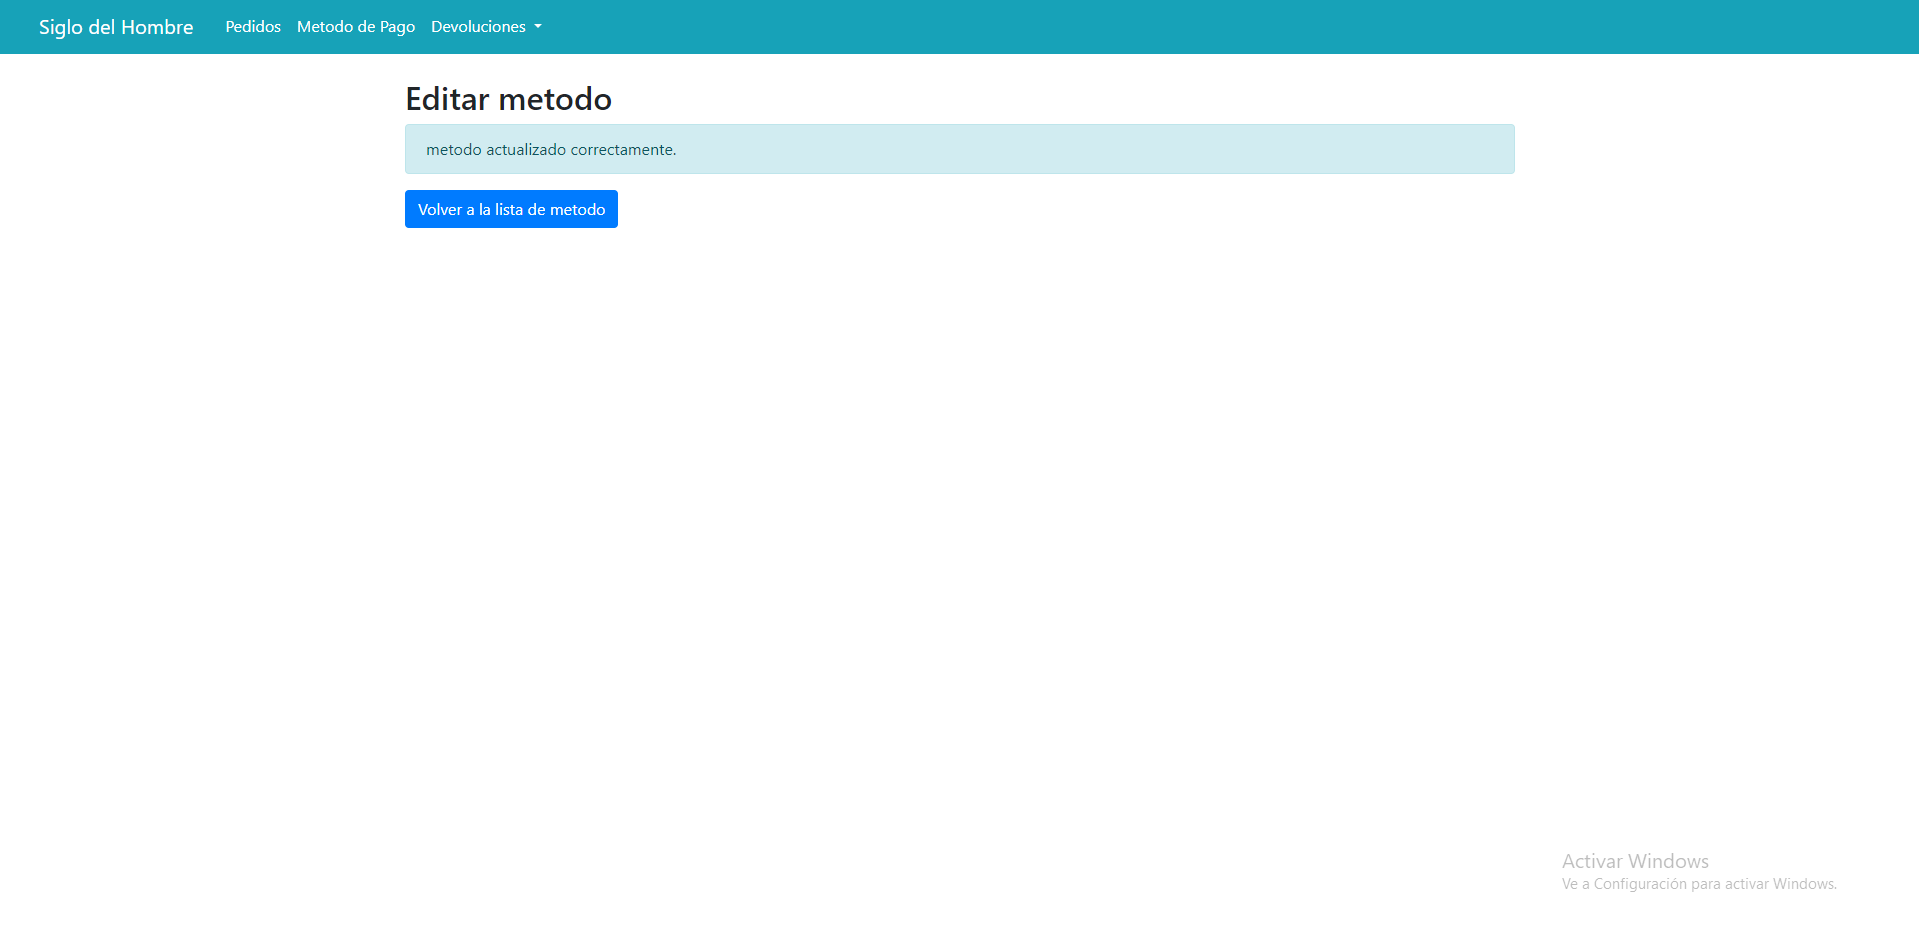 Siglo del Hombre Pedidos Metodo de Pago Devoluciones
Editar metodo
metodo actualizado correctamente.
Volver a la lista de metodo
Activar Windows
Ve a Configuración para activar Windows.